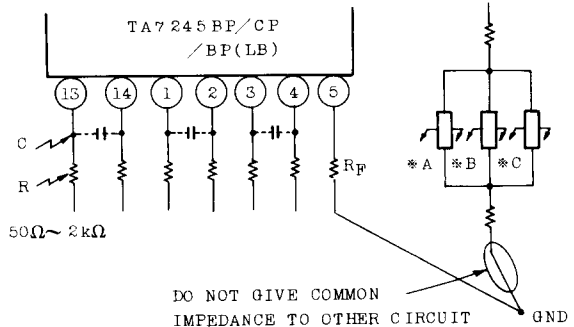 TA7245BP/CP
/BP(LB)
13 14 1 2 3 4 5
C
R
RF
※A ※B ※C
50Ω~2kΩ
DO NOT GIVE COMMON
IMPEDANCE TO OTHER CIRCUIT
GND